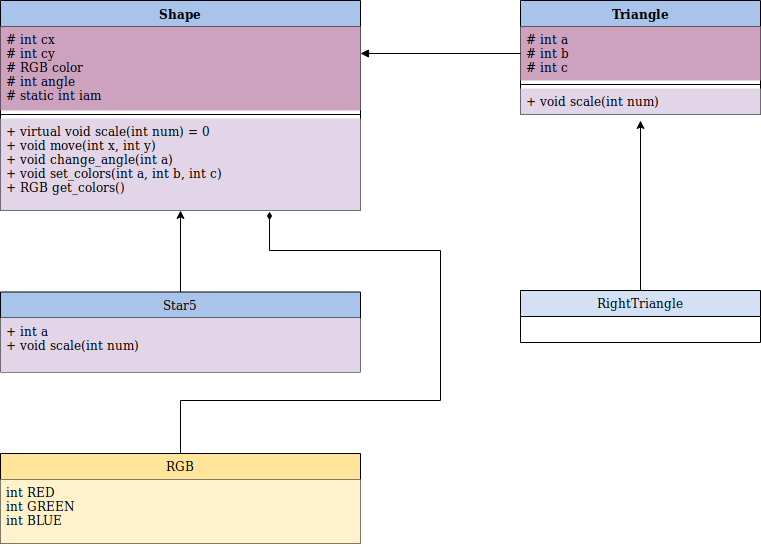 Shape
# int cx
# int cy
# RGB color
# int angle
# static int iam
+ virtual void scale(int num) = 0
+ void move(int x, int y)
+ void change_angle(int a)
+ void set_colors(int a, int b, int c)
+ RGB get_colors()
Triangle
# int a
# int b
# int c
+ void scale(int num)
Star5
+ int a
+ void scale(int num)
RightTriangle
RGB
int RED
int GREEN
int BLUE